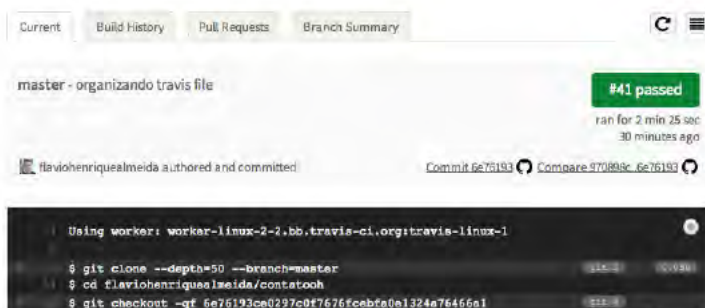 Current Build History Pull Requests Branch Summary
master - organizando travis file
#41 passed
ran for 2 min 25 sec
30 minutes ago
flaviohenriquealmeida authored and committed
Commit 6e76193 Compare 970898c..6e76193
Using worker: worker-linux-2-2.bb.travis-ci.org:travis-linux-1
$ git clone --depth=50 --branch=master
$ cd flaviohenriquealmeida/contatooh
$ git checkout -qf 6e76193ca0297c0f7676fcebfa0a1324a76466a1